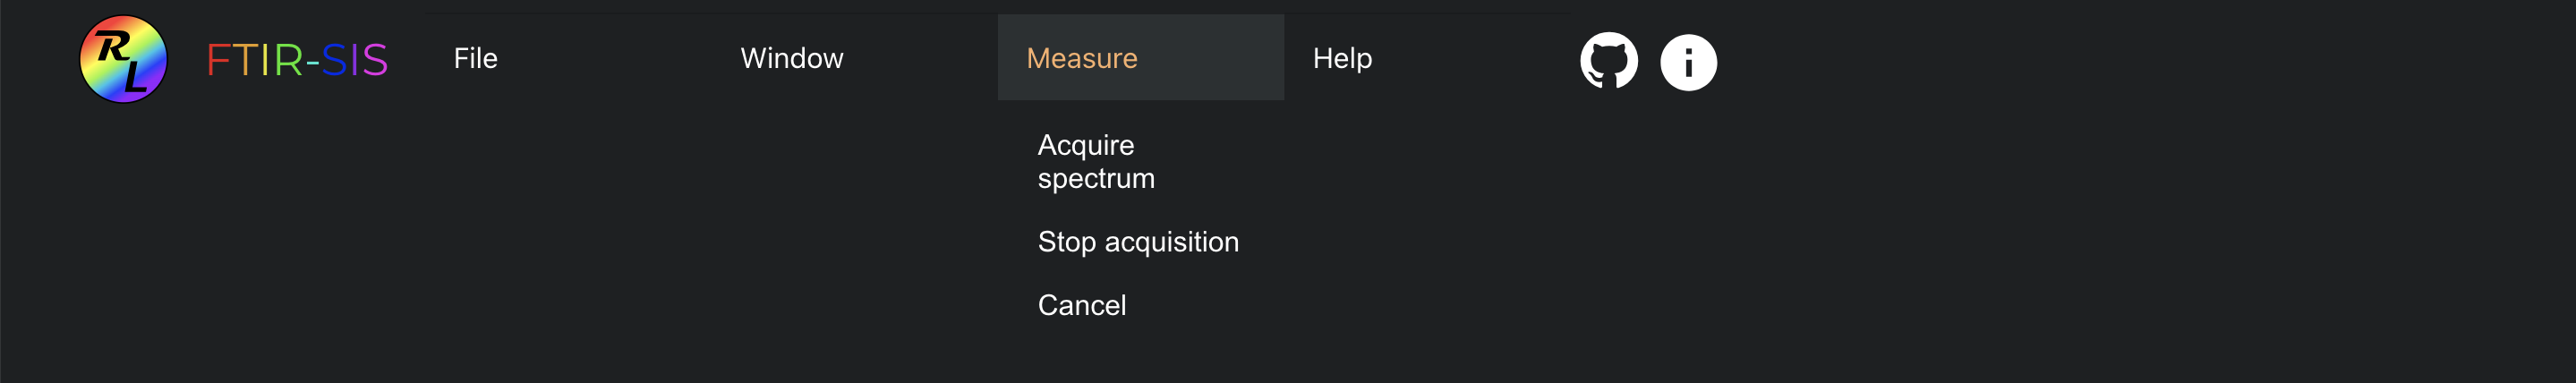 RL FTIR-SIS File Window Measure Help
Acquire
spectrum
Stop acquisition
Cancel